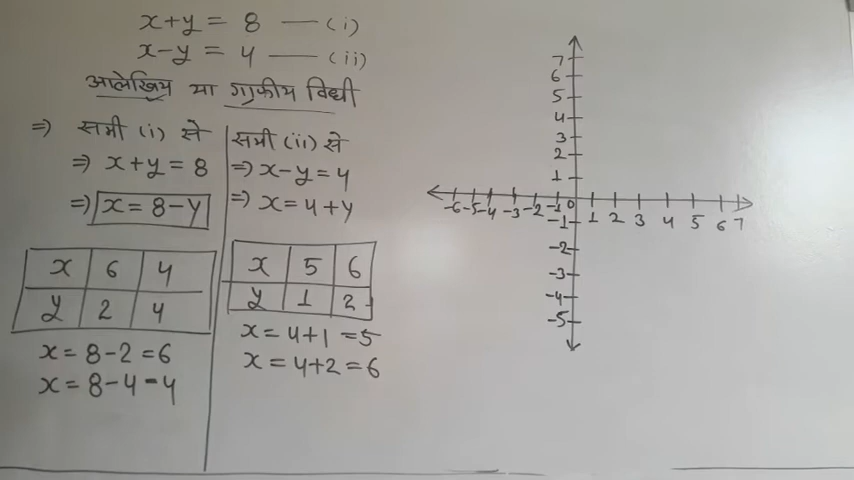 x+y = 8 —(i)
x-y = 4 —(ii)
आलेखिय या ग्राफीय विधी
⇒ समी (i) से
⇒ x+y = 8
⇒ x = 8-y
x 6 4
y 2 4
x = 8-2 = 6
x = 8-4 = 4
समी (ii) से
⇒ x-y = 4
⇒ x = 4+y
x 5 6
y 1 2
x = 4+1 = 5
x = 4+2 = 6
7
6
5
4
3
2
1
-6 -5 -4 -3 -2 -1 0 1 2 3 4 5 6 7
-1
-2
-3
-4
-5